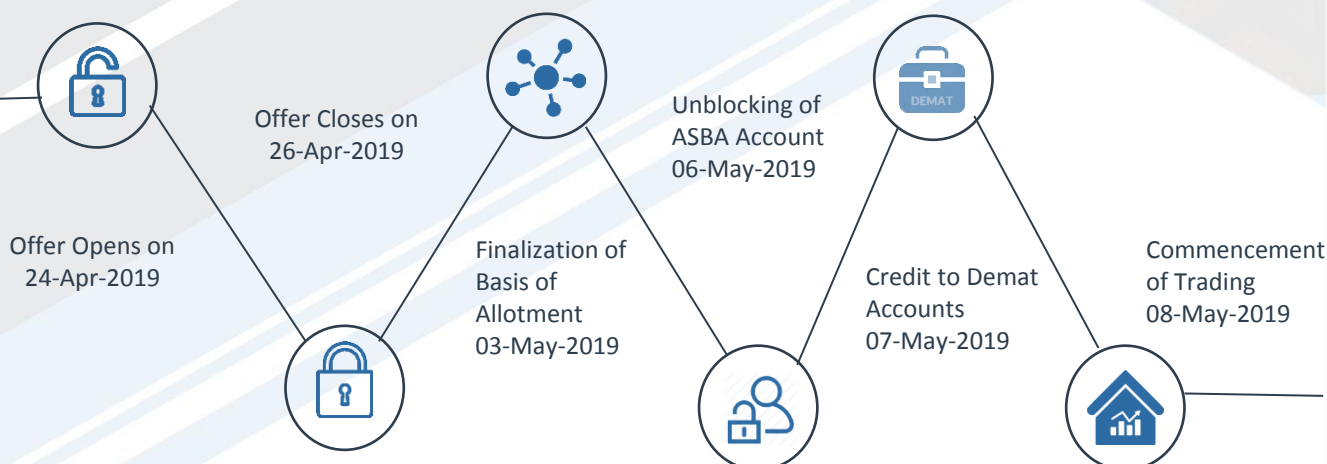 Offer Opens on
24-Apr-2019
Offer Closes on
26-Apr-2019
Finalization of
Basis of
Allotment
03-May-2019
Unblocking of
ASBA Account
06-May-2019
DEMAT
Credit to Demat
Accounts
07-May-2019
Commencement
of Trading
08-May-2019